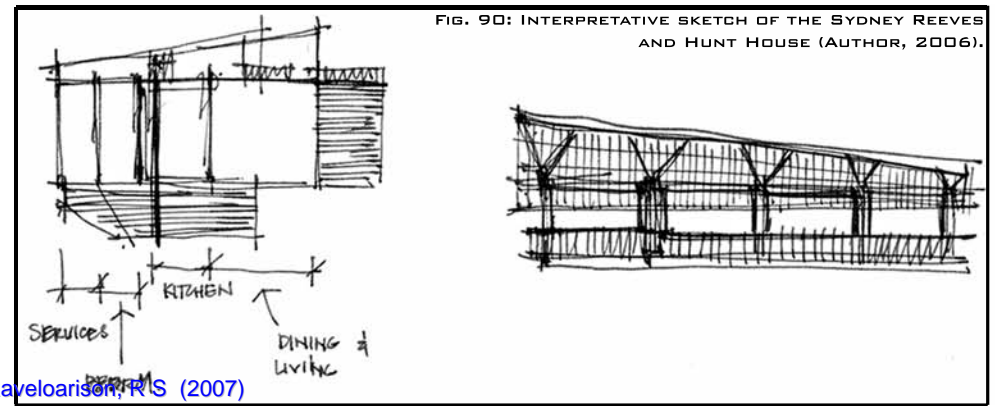 FIG. 90: INTERPRETATIVE SKETCH OF THE SYDNEY REEVES
AND HUNT HOUSE (AUTHOR, 2006).
KITCHEN
SERVICES
DINING &
LIVING
aveloarison, R S (2007)